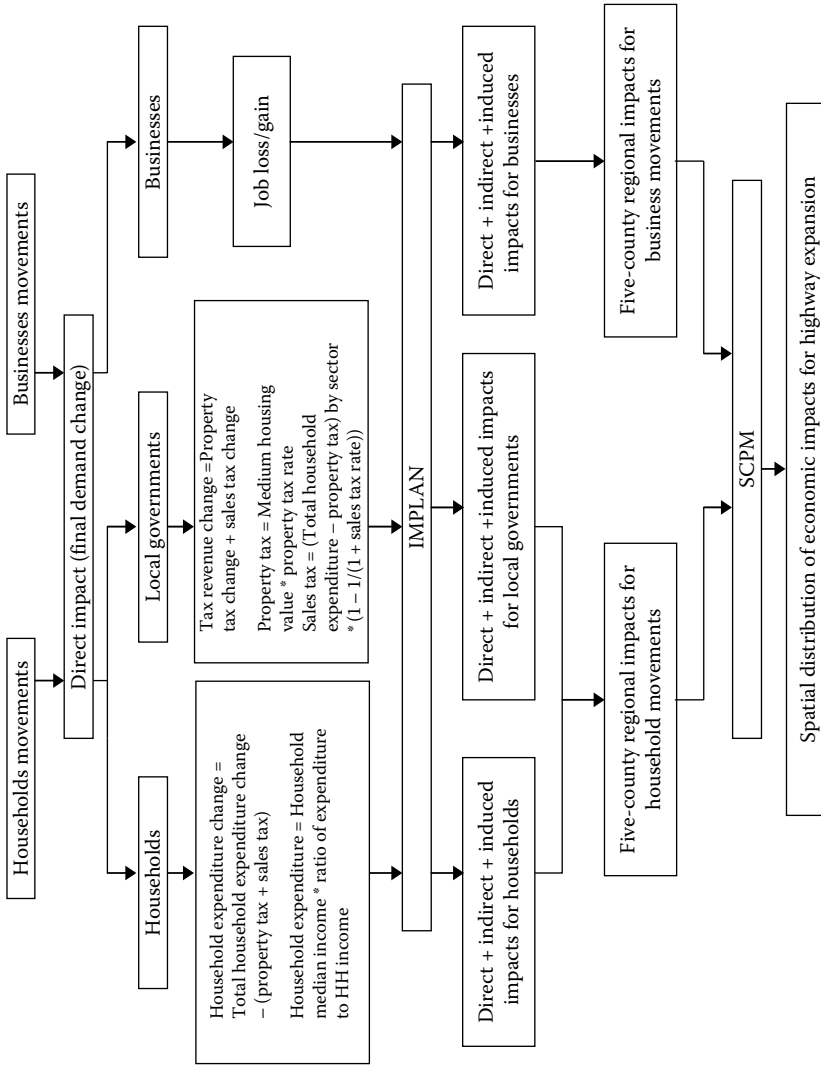 Households movements
Businesses movements
Direct impact (final demand change)
Households
Local governments
Businesses
Household expenditure change =
Total household expenditure change
− (property tax + sales tax)
Household expenditure = Household
median income * ratio of expenditure
to HH income
Tax revenue change =Property
tax change + sales tax change
Property tax = Medium housing
value * property tax rate
Sales tax = (Total household
expenditure − property tax) by sector
* (1 − 1/(1 + sales tax rate))
Job loss/gain
IMPLAN
Direct + indirect + induced
impacts for households
Direct + indirect +induced impacts
for local governments
Direct + indirect +induced
impacts for businesses
Five-county regional impacts for
household movements
Five-county regional impacts for
business movements
SCPM
Spatial distribution of economic impacts for highway expansion